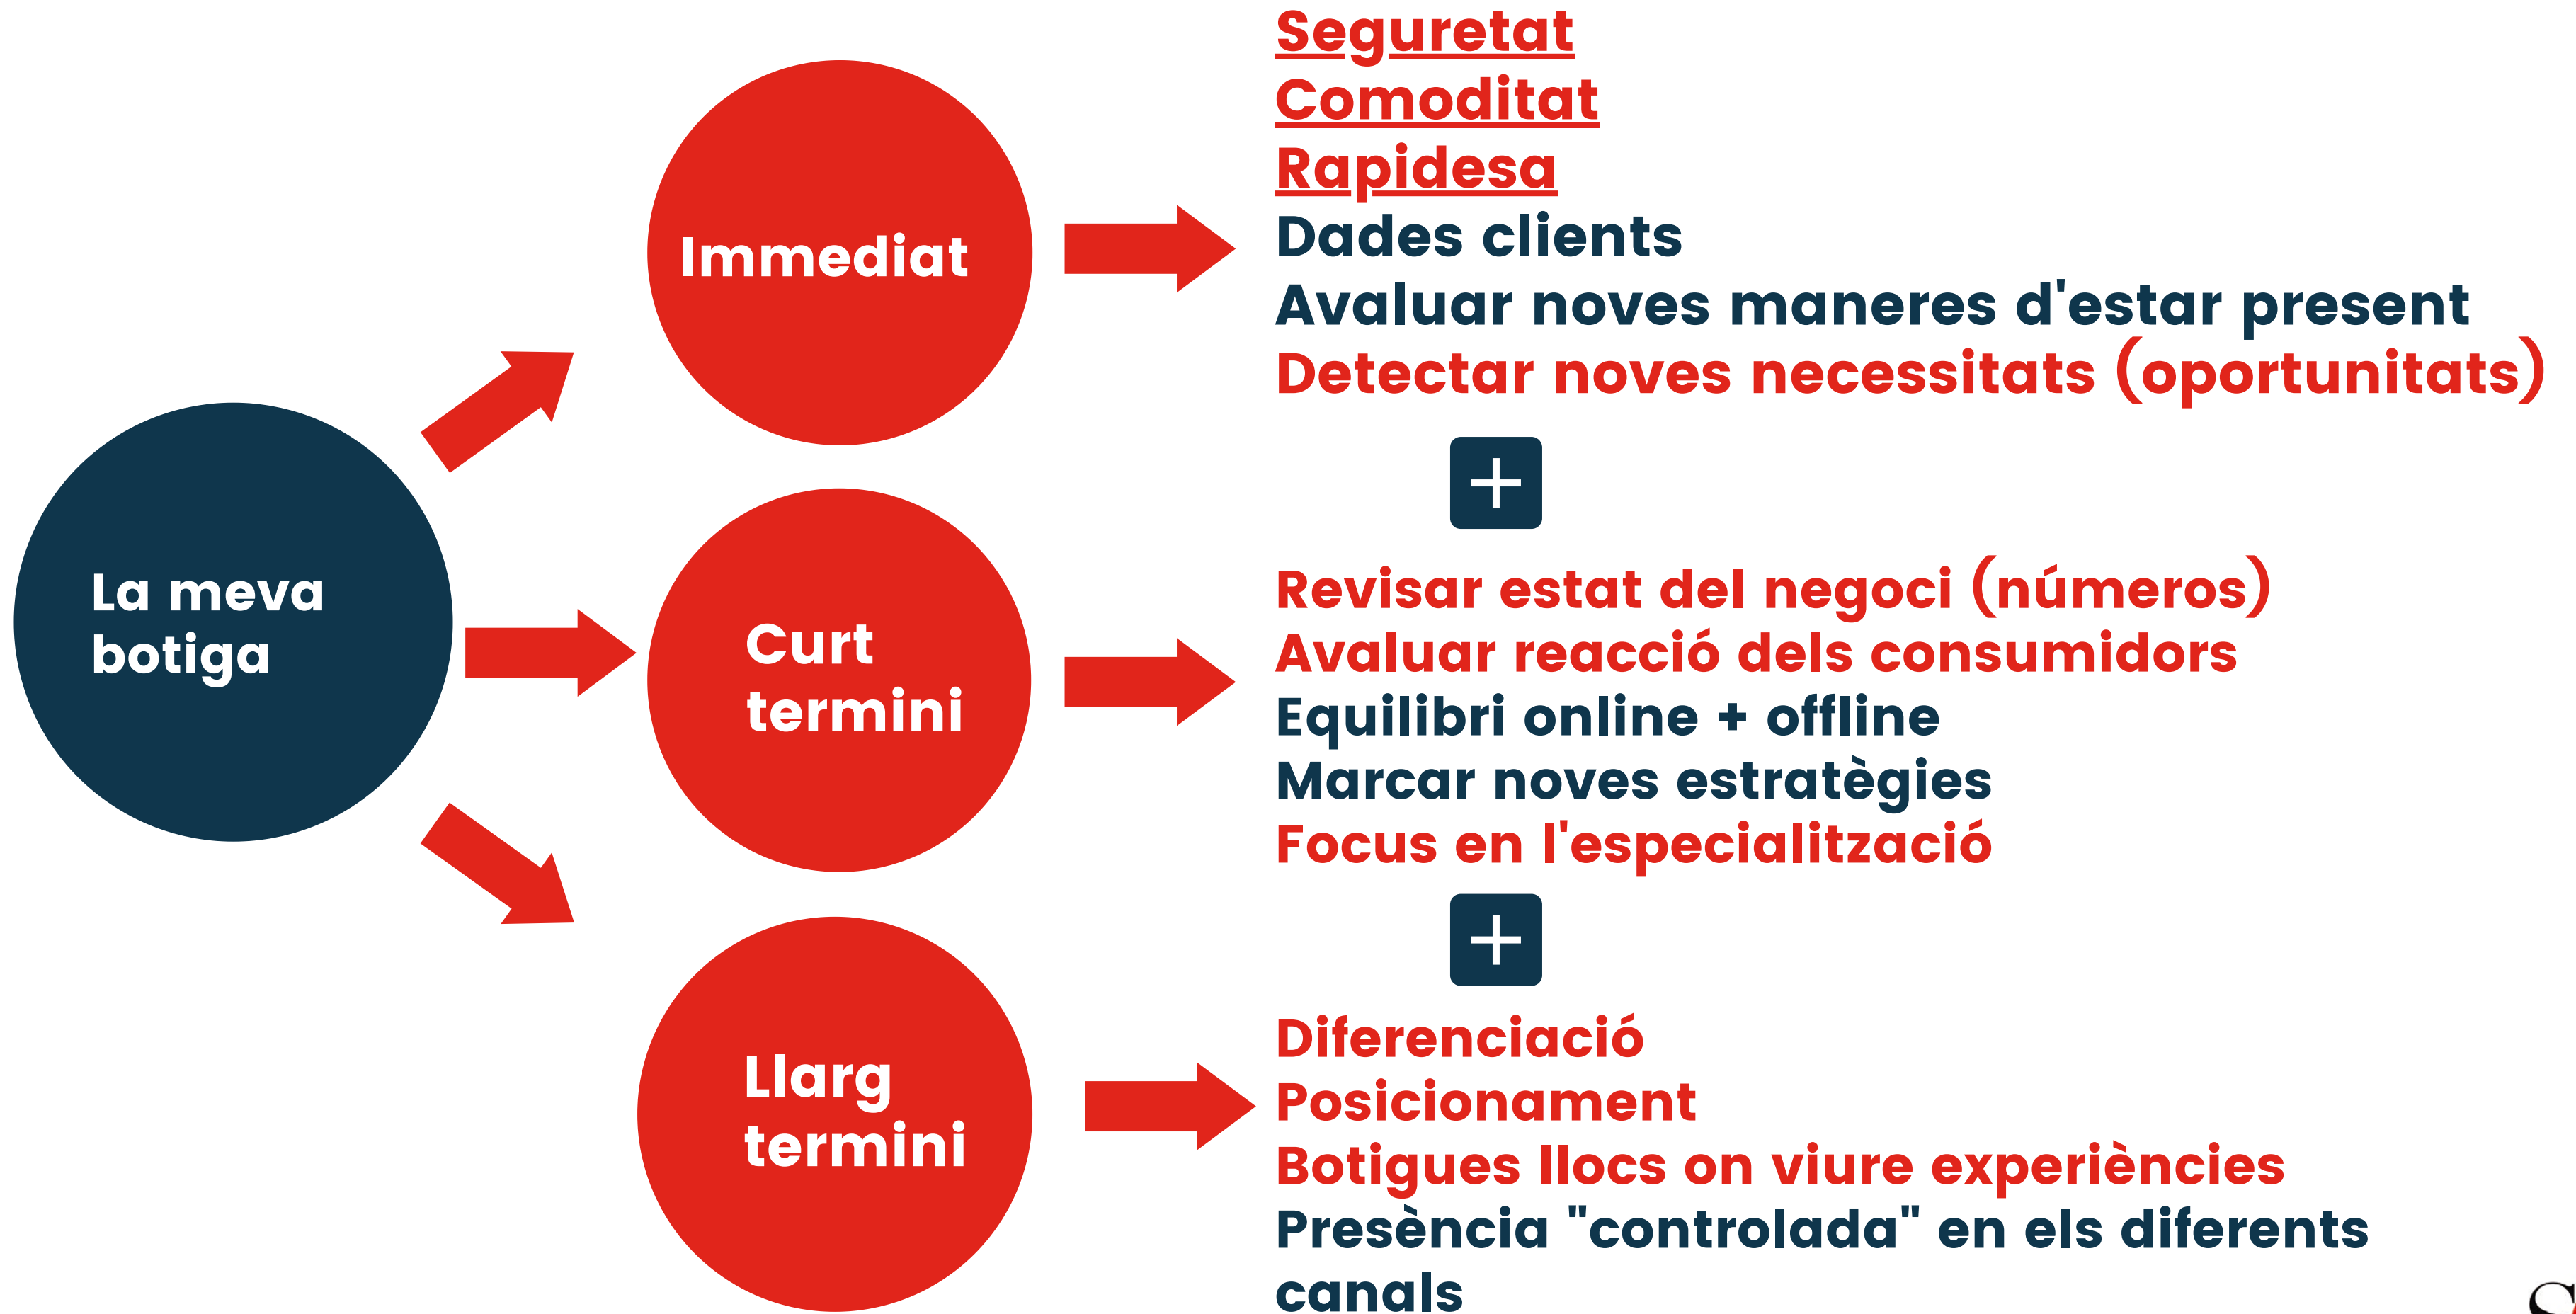 La meva
botiga
Immediat
Seguretat
Comoditat
Rapidesa
Dades clients
Avaluar noves maneres d'estar present
Detectar noves necessitats (oportunitats)
+
Curt
termini
Revisar estat del negoci (números)
Avaluar reacció dels consumidors
Equilibri online + offline
Marcar noves estratègies
Focus en l'especialització
+
Llarg
termini
Diferenciació
Posicionament
Botigues llocs on viure experiències
Presència "controlada" en els diferents
canals